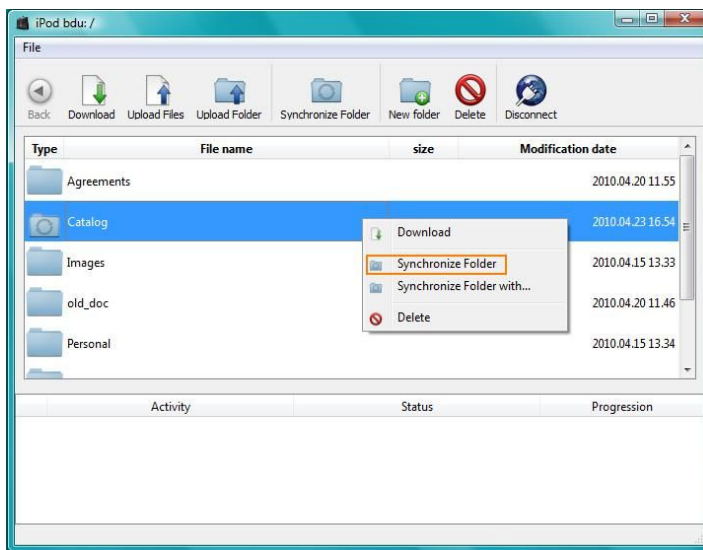 iPod bdu: /
File
Back Download Upload Files Upload Folder Synchronize Folder New folder Delete Disconnect
Type File name size Modification date
Agreements 2010.04.20 11.55
Catalog 2010.04.23 16.54
Download
Images 2010.04.15 13.33
Synchronize Folder
Synchronize Folder with...
old_doc 2010.04.20 11.46
Delete
Personal 2010.04.15 13.34
Activity Status Progression